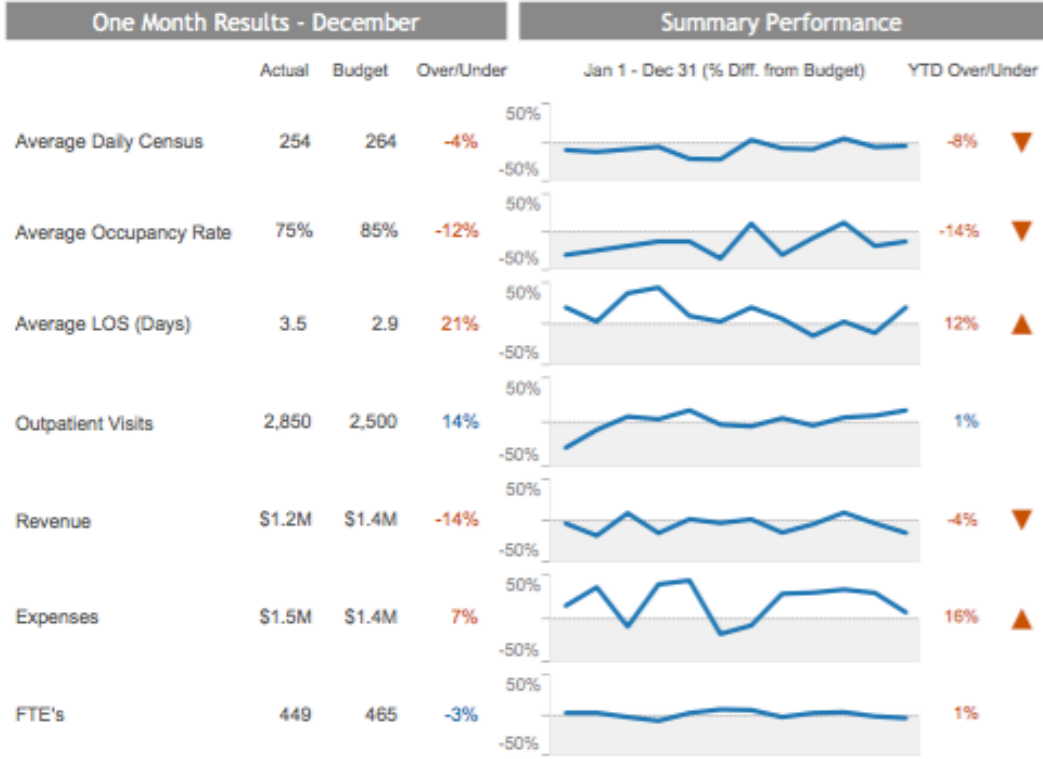 One Month Results - December Summary Performance
Actual Budget Over/Under Jan 1 - Dec 31 (% Diff. from Budget) YTD Over/Under
50%
Average Daily Census 254 264 -4% -8%
-50%
50%
Average Occupancy Rate 75% 85% -12% -14%
-50%
50%
Average LOS (Days) 3.5 2.9 21% 12%
-50%
50%
Outpatient Visits 2,850 2,500 14% 1%
-50%
50%
Revenue $1.2M $1.4M -14% -4%
-50%
50%
Expenses $1.5M $1.4M 7% 16%
-50%
50%
FTE's 449 465 -3% 1%
-50%